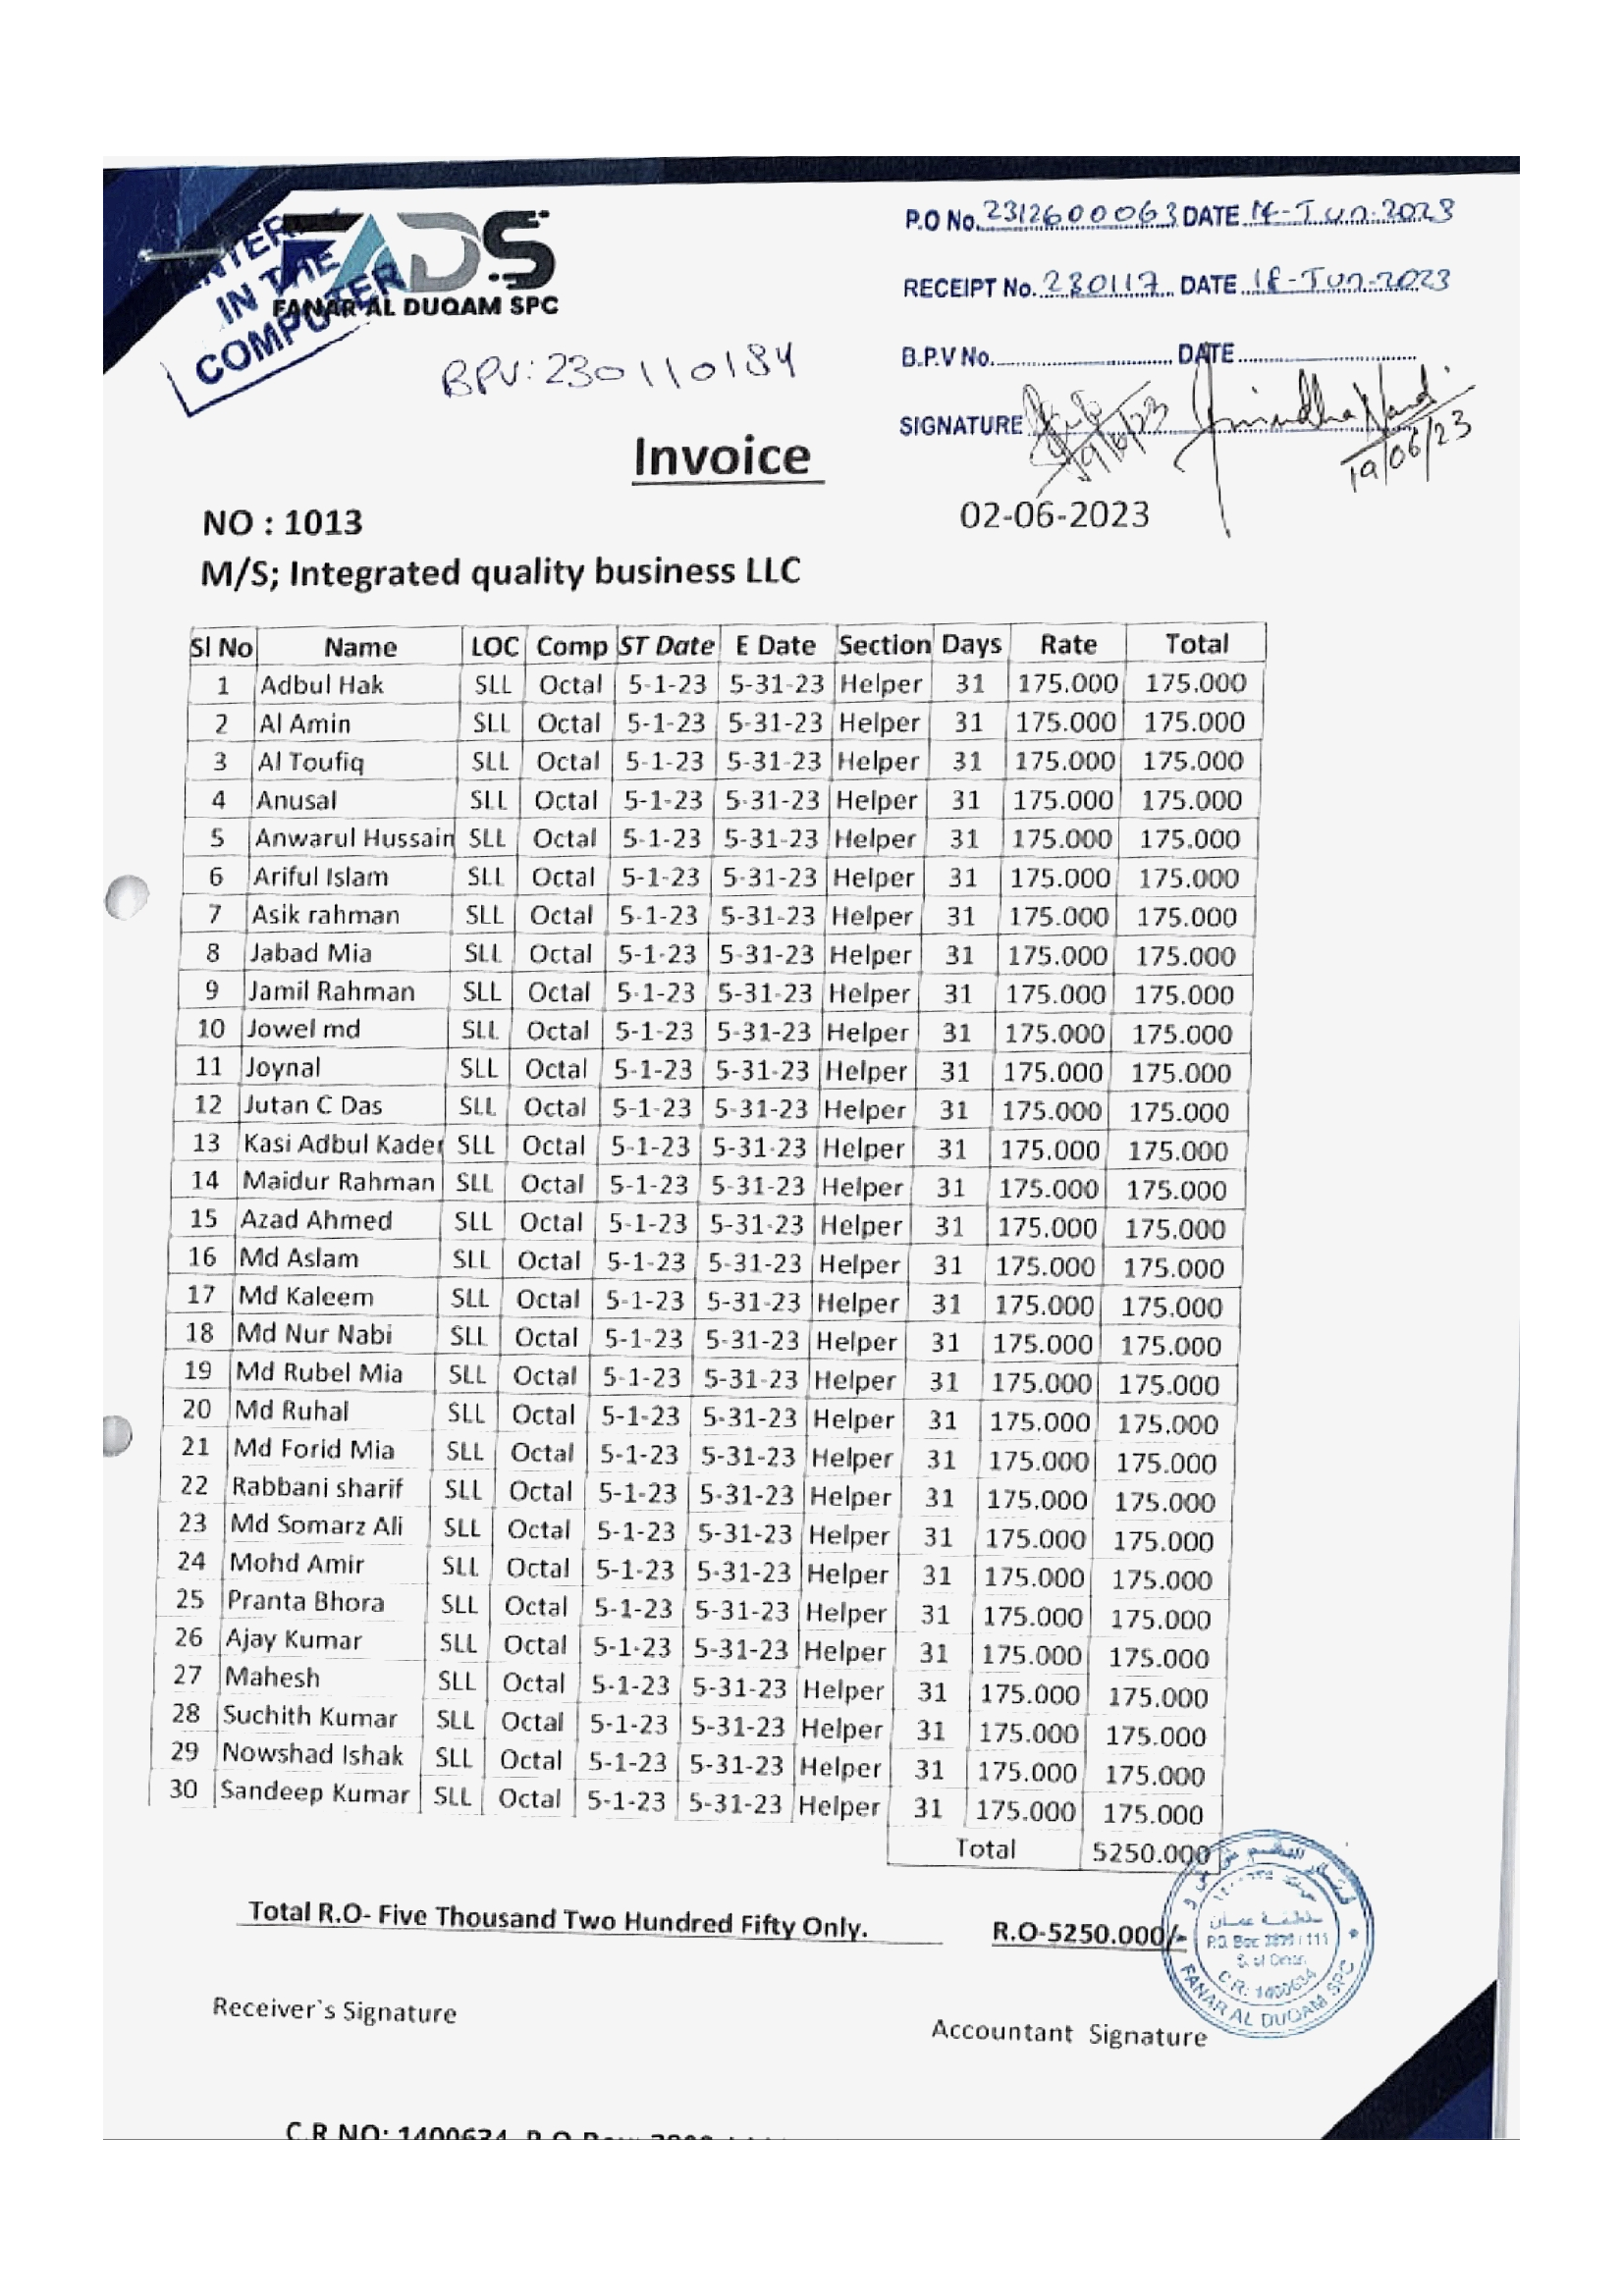 ENTER
IN THE
COMPUTER
FADS
FANAR AL DUQAM SPC
P.O No. 2312600063 DATE 14-Jun-2023
RECEIPT No. 230117 DATE 18-Jun-2023
BPV: 230110184
B.P.V No. DATE
SIGNATURE
19/6/23
19/06/23
Invoice
NO : 1013
02-06-2023
M/S; Integrated quality business LLC
Sl No Name LOC Comp ST Date E Date Section Days Rate Total
1 Adbul Hak SLL Octal 5-1-23 5-31-23 Helper 31 175.000 175.000
2 Al Amin SLL Octal 5-1-23 5-31-23 Helper 31 175.000 175.000
3 Al Toufiq SLL Octal 5-1-23 5-31-23 Helper 31 175.000 175.000
4 Anusal SLL Octal 5-1-23 5-31-23 Helper 31 175.000 175.000
5 Anwarul Hussain SLL Octal 5-1-23 5-31-23 Helper 31 175.000 175.000
6 Ariful Islam SLL Octal 5-1-23 5-31-23 Helper 31 175.000 175.000
7 Asik rahman SLL Octal 5-1-23 5-31-23 Helper 31 175.000 175.000
8 Jabad Mia SLL Octal 5-1-23 5-31-23 Helper 31 175.000 175.000
9 Jamil Rahman SLL Octal 5-1-23 5-31-23 Helper 31 175.000 175.000
10 Jowel md SLL Octal 5-1-23 5-31-23 Helper 31 175.000 175.000
11 Joynal SLL Octal 5-1-23 5-31-23 Helper 31 175.000 175.000
12 Jutan C Das SLL Octal 5-1-23 5-31-23 Helper 31 175.000 175.000
13 Kasi Adbul Kader SLL Octal 5-1-23 5-31-23 Helper 31 175.000 175.000
14 Maidur Rahman SLL Octal 5-1-23 5-31-23 Helper 31 175.000 175.000
15 Azad Ahmed SLL Octal 5-1-23 5-31-23 Helper 31 175.000 175.000
16 Md Aslam SLL Octal 5-1-23 5-31-23 Helper 31 175.000 175.000
17 Md Kaleem SLL Octal 5-1-23 5-31-23 Helper 31 175.000 175.000
18 Md Nur Nabi SLL Octal 5-1-23 5-31-23 Helper 31 175.000 175.000
19 Md Rubel Mia SLL Octal 5-1-23 5-31-23 Helper 31 175.000 175.000
20 Md Ruhal SLL Octal 5-1-23 5-31-23 Helper 31 175.000 175.000
21 Md Forid Mia SLL Octal 5-1-23 5-31-23 Helper 31 175.000 175.000
22 Rabbani sharif SLL Octal 5-1-23 5-31-23 Helper 31 175.000 175.000
23 Md Somarz Ali SLL Octal 5-1-23 5-31-23 Helper 31 175.000 175.000
24 Mohd Amir SLL Octal 5-1-23 5-31-23 Helper 31 175.000 175.000
25 Pranta Bhora SLL Octal 5-1-23 5-31-23 Helper 31 175.000 175.000
26 Ajay Kumar SLL Octal 5-1-23 5-31-23 Helper 31 175.000 175.000
27 Mahesh SLL Octal 5-1-23 5-31-23 Helper 31 175.000 175.000
28 Suchith Kumar SLL Octal 5-1-23 5-31-23 Helper 31 175.000 175.000
29 Nowshad Ishak SLL Octal 5-1-23 5-31-23 Helper 31 175.000 175.000
30 Sandeep Kumar SLL Octal 5-1-23 5-31-23 Helper 31 175.000 175.000
Total 5250.000
Total R.O- Five Thousand Two Hundred Fifty Only. R.O-5250.000/-
سلطنة عمان
P.O. Box
S. of Oman
C.R: 1400634
FANAR AL DUQAM SPC
Receiver`s Signature
Accountant Signature
C.R NO: 1400634